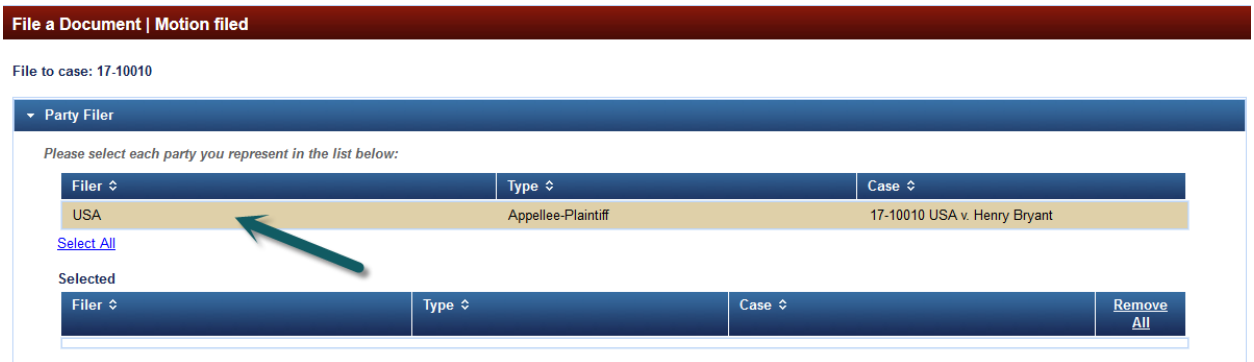 File a Document | Motion filed
File to case: 17-10010
Party Filer
Please select each party you represent in the list below:
Filer Type Case
USA Appellee-Plaintiff 17-10010 USA v. Henry Bryant
Select All
Selected
Filer Type Case Remove
All